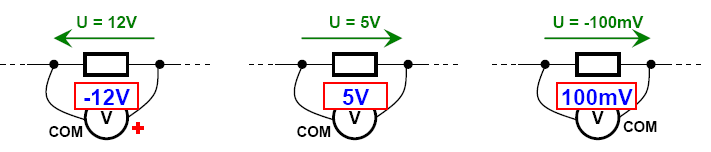 U = 12V
-12V
V
COM
+
U = 5V
5V
V
COM
U = -100mV
100mV
V
COM